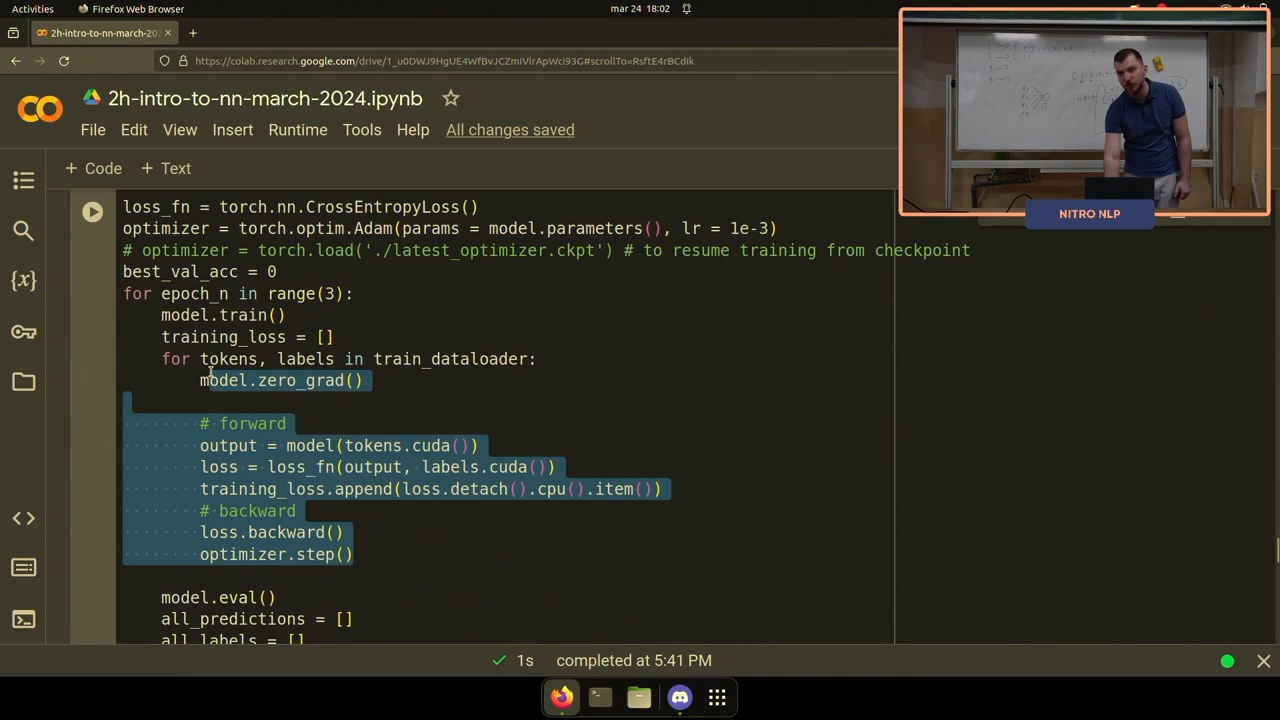 Activities
Firefox Web Browser
mar 24 18:02
2h-intro-to-nn-march-202
https://colab.research.google.com/drive/1_u0DWJ9HgUE4WfBvJCZmIVlrApWci93G#scrollTo=RsftE4rBCdIk
2h-intro-to-nn-march-2024.ipynb
File Edit View Insert Runtime Tools Help All changes saved
+ Code + Text
loss_fn = torch.nn.CrossEntropyLoss()
optimizer = torch.optim.Adam(params = model.parameters(), lr = 1e-3)
# optimizer = torch.load('./latest_optimizer.ckpt') # to resume training from checkpoint
best_val_acc = 0
for epoch_n in range(3):
model.train()
training_loss = []
for tokens, labels in train_dataloader:
model.zero_grad()
# forward
output = model(tokens.cuda())
loss = loss_fn(output, labels.cuda())
training_loss.append(loss.detach().cpu().item())
# backward
loss.backward()
optimizer.step()
model.eval()
all_predictions = []
all_labels = []
NITRO NLP
1s completed at 5:41 PM